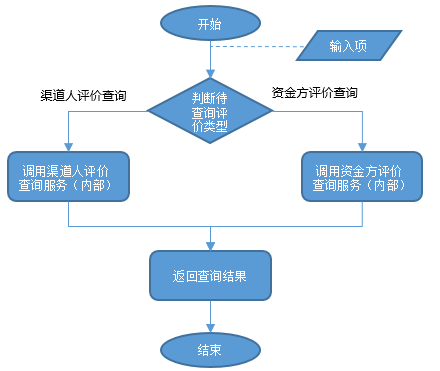 开始
输入项
渠道人评价查询
资金方评价查询
判断待
查询评
价类型
调用渠道人评价
查询服务（内部）
调用资金方评价
查询服务（内部）
返回查询结果
结束